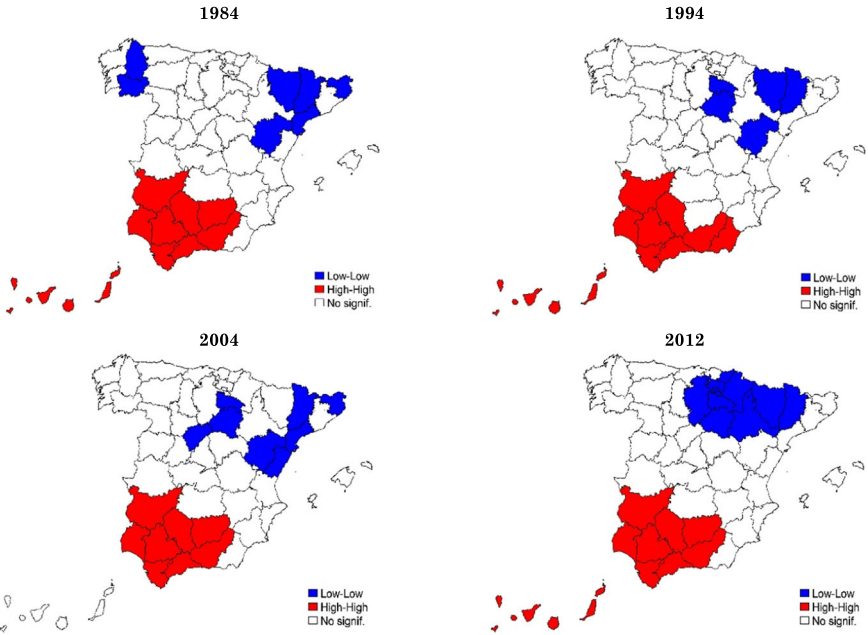 1984
1994
Low-Low
High-High
No signif.
Low-Low
High-High
No signif.
2004
2012
Low-Low
High-High
No signif.
Low-Low
High-High
No signif.